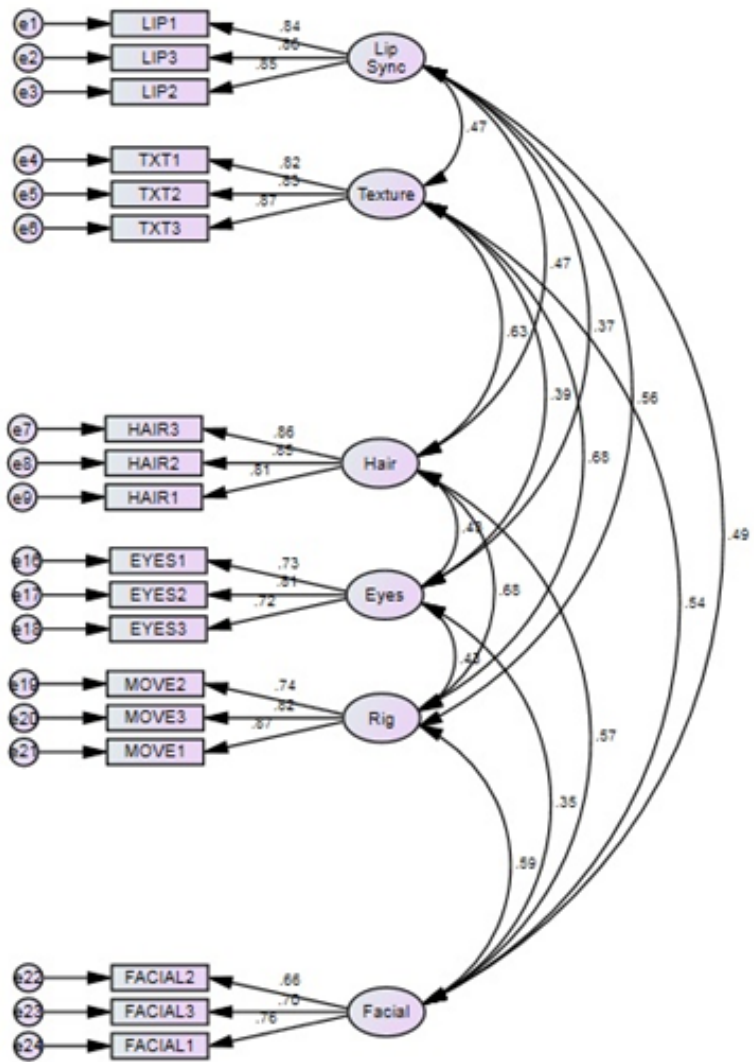 e1 LIP1 .84
e2 LIP3 .86
e3 LIP2 .85
Lip
Sync
.47
e4 TXT1 .82
e5 TXT2 .83
e6 TXT3 .87
Texture
.47
.63
.37
.39
.56
e7 HAIR3 .86
e8 HAIR2 .85
e9 HAIR1 .81
Hair
.68
.49
e16 EYES1 .73
e17 EYES2 .81
e18 EYES3 .72
Eyes
.68
.54
.43
e19 MOVE2 .74
e20 MOVE3 .82
e21 MOVE1 .87
Rig
.57
.35
.59
e22 FACIAL2 .66
e23 FACIAL3 .70
e24 FACIAL1 .76
Facial